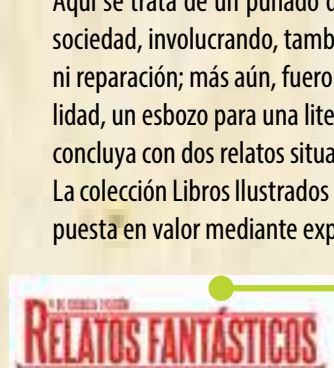 Aquí se trata de un puñado d
sociedad, involucrando, tamb
ni reparación; más aún, fuero
lidad, un esbozo para una lite
concluya con dos relatos situa
La colección Libros Ilustrados
puesta en valor mediante exp
RELATOS FANTÁSTICOS